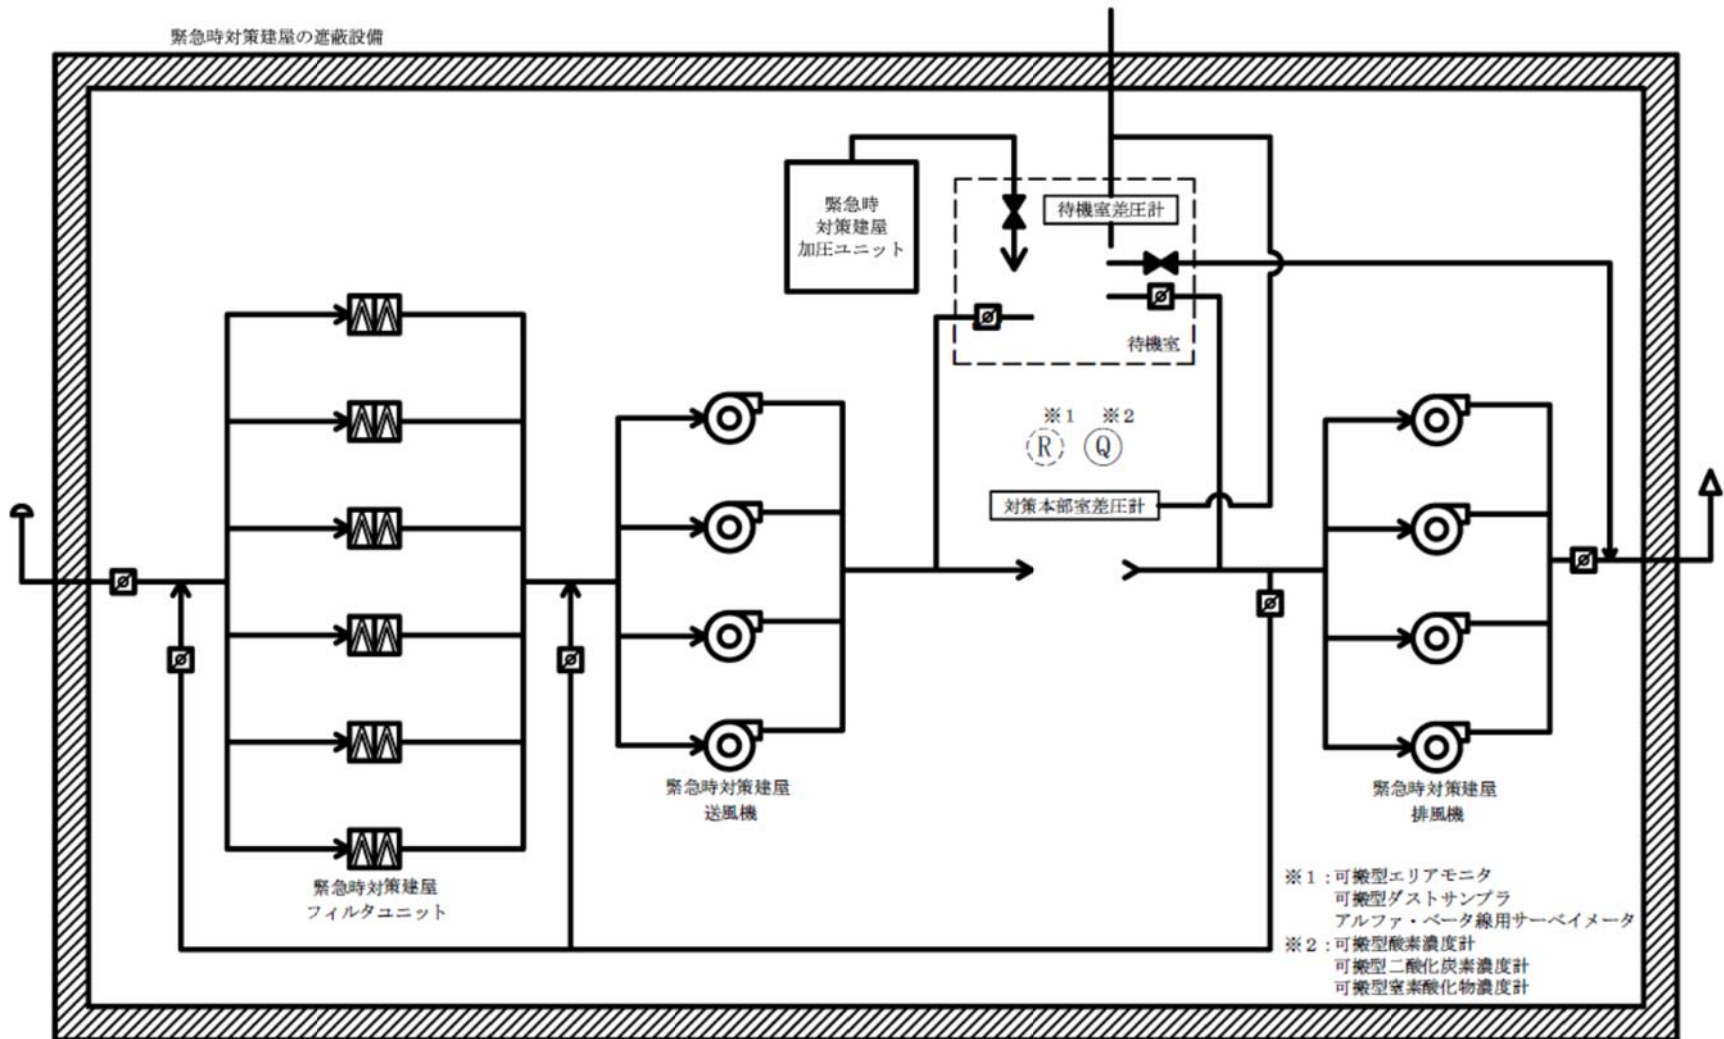 緊急時対策建屋の遮蔽設備
緊急時
対策建屋
加圧ユニット
待機室差圧計
待機室
※1 ※2
R Q
対策本部室差圧計
緊急時対策建屋
送風機
緊急時対策建屋
排風機
緊急時対策建屋
フィルタユニット
※1:可搬型エリアモニタ
可搬型ダストサンプラ
アルファ・ベータ線用サーベイメータ
※2:可搬型酸素濃度計
可搬型二酸化炭素濃度計
可搬型窒素酸化物濃度計